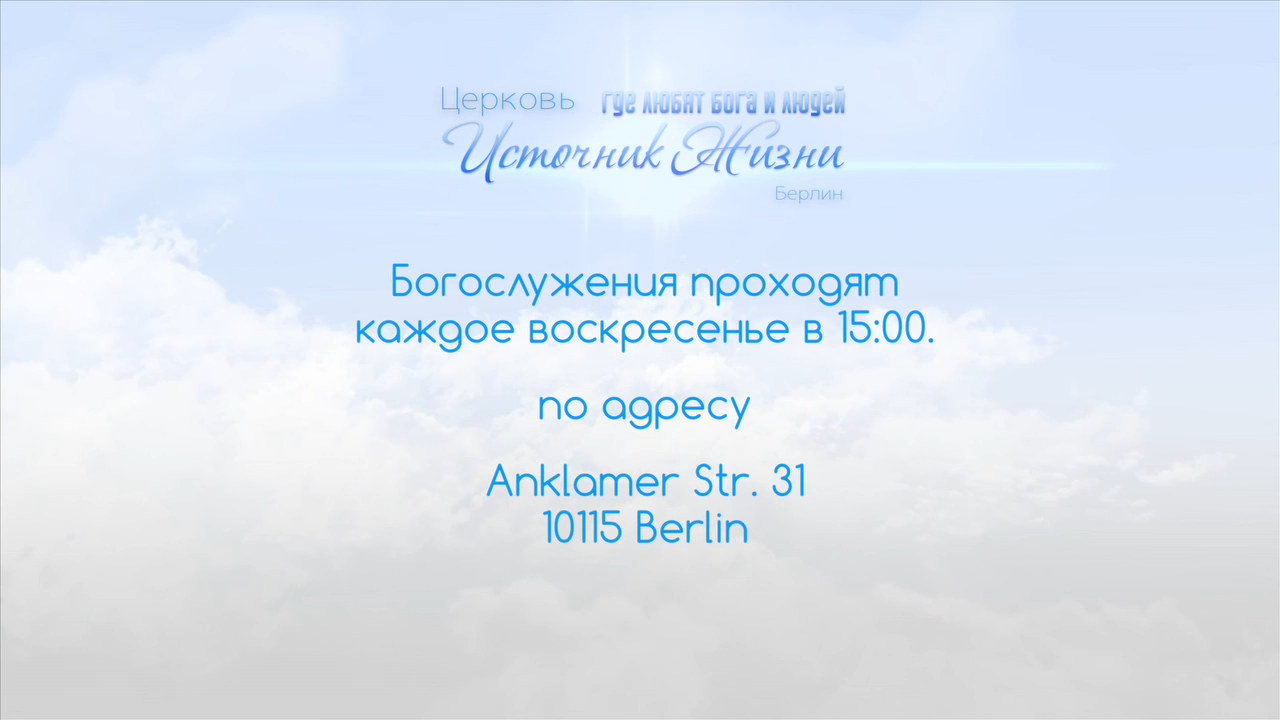 Церковь где любят бога и людей
Источник Жизни
Берлин
Богослужения проходят
каждое воскресенье в 15:00.
по адресу
Anklamer Str. 31
10115 Berlin